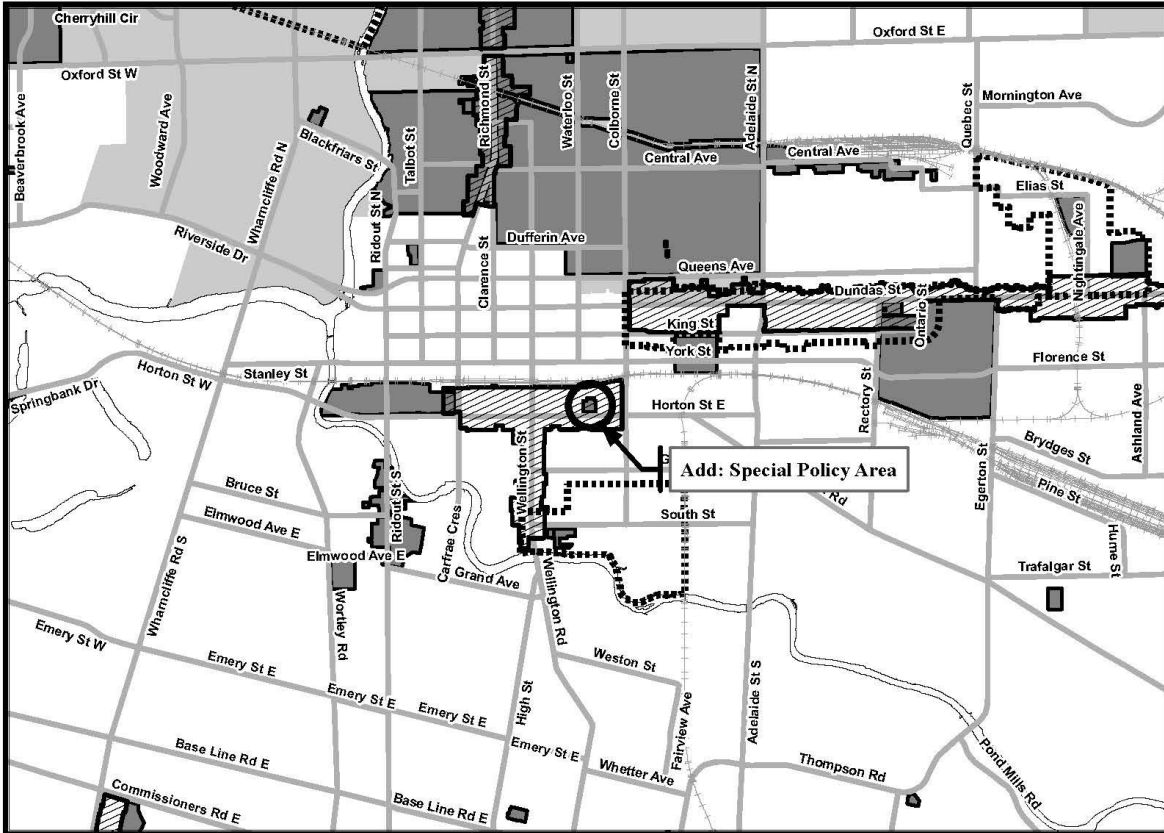 Cherryhill Cir
Oxford St E
Oxford St W
Beaverbrook Ave
Woodward Ave
Wharncliffe Rd N
Blackfriars St
Talbot St
Richmond St
Waterloo St
Colborne St
Adelaide St N
Quebec St
Mornington Ave
Central Ave
Central Ave
Elias St
Nightingale Ave
Riverside Dr
Ridout St N
Clarence St
Dufferin Ave
Queens Ave
Dundas St
Ontario St
King St
York St
Florence St
Stanley St
Horton St W
Springbank Dr
Horton St E
Rectory St
Egerton St
Brydges St
Ashland Ave
Pine St
Hume St
Add: Special Policy Area
G
Rd
Wellington St
South St
Bruce St
Ridout St S
Elmwood Ave E
Elmwood Ave E
Carfrae Cres
Grand Ave
Wortley Rd
Wharncliffe Rd S
Wellington Rd
Trafalgar St
Emery St W
Emery St E
Emery St E
Emery St E
Emery St E
Weston St
High St
Fairview Ave
Adelaide St S
Base Line Rd E
Whetter Ave
Thompson Rd
Pond Mills Rd
Commissioners Rd E
Base Line Rd E